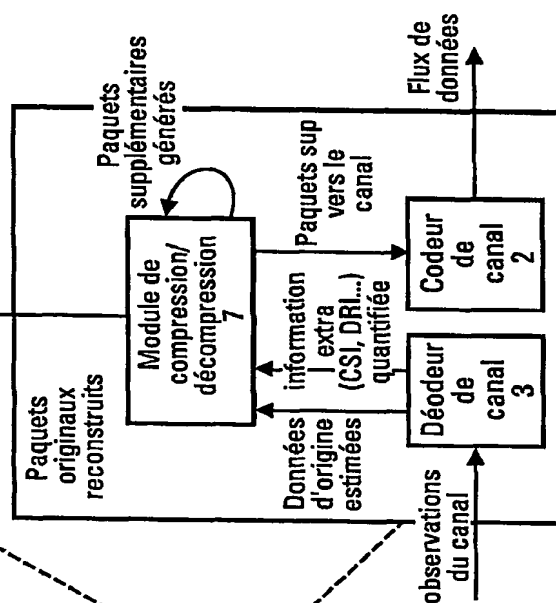 Paquets
originaux
reconstruits
Paquets
supplémentaires
générés
Module de
compression/
décompression
7
Données
d'origine
estimées
information
extra
(CSI, DRI...)
quantifiée
Paquets sup
vers le
canal
observations
du canal
Déodeur
de
canal
3
Codeur
de
canal
2
Flux de
données